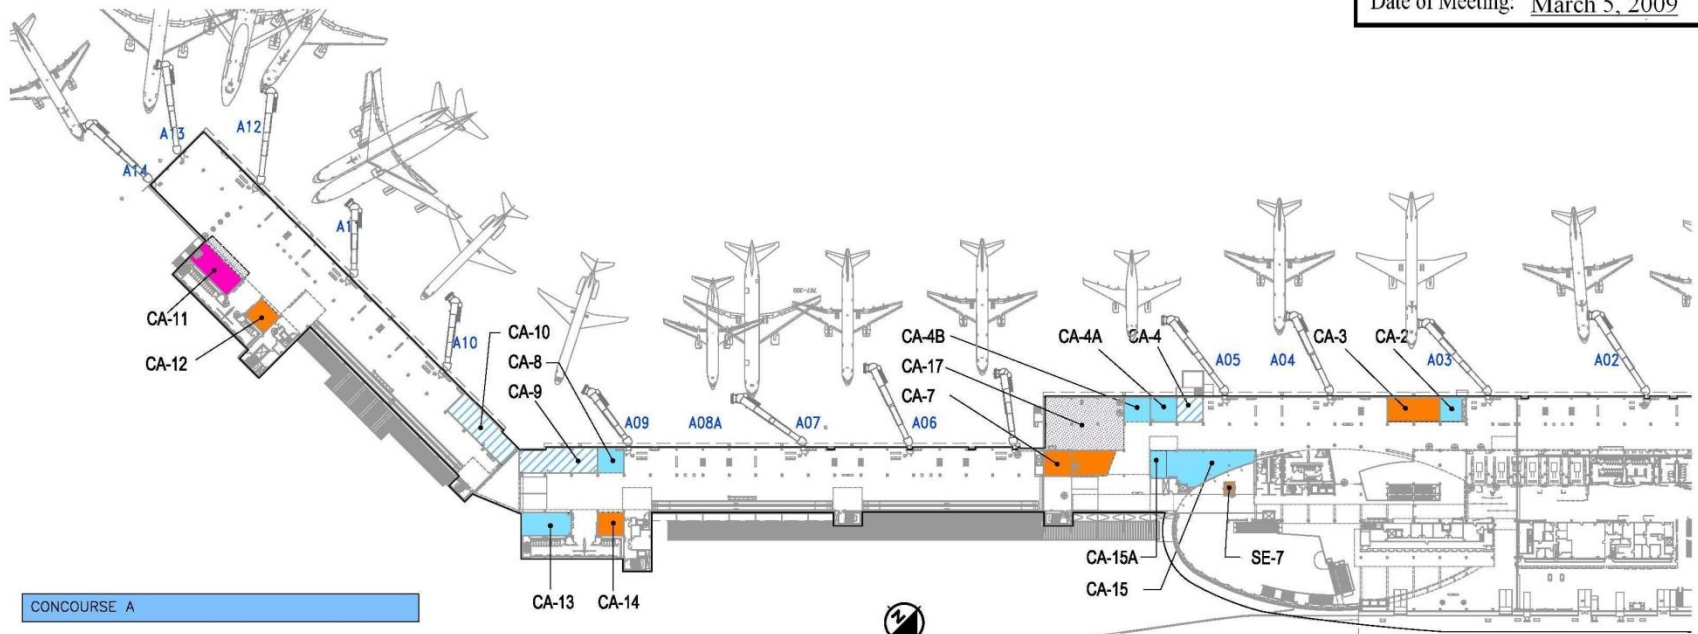 Date of Meeting: March 5, 2009
A13
A12
A14
A11
A10
A09
A08A
A07
A06
A05
A04
A03
A02
CA-11
CA-12
CA-10
CA-8
CA-9
CA-4B
CA-17
CA-7
CA-4A
CA-4
CA-3
CA-2
CA-13
CA-14
CA-15A
CA-15
SE-7
CONCOURSE A